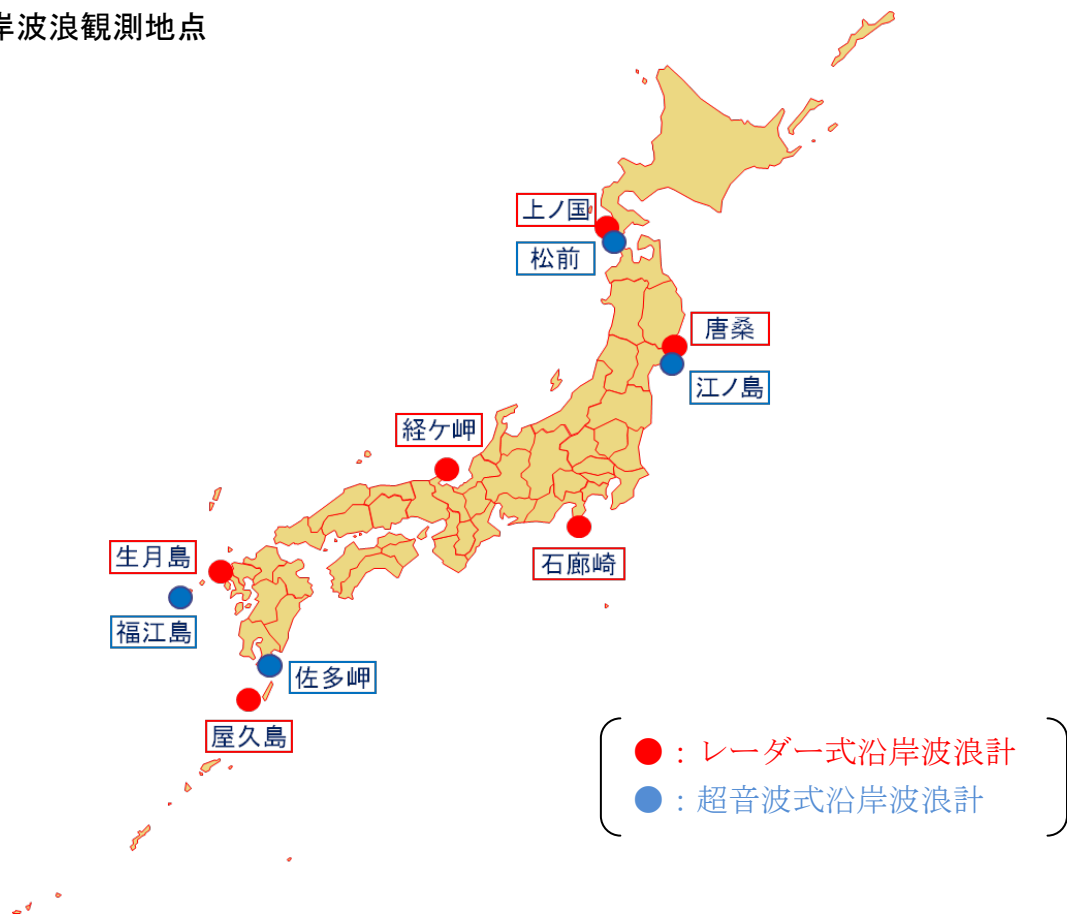 岸波浪観測地点
上ノ国
松前
唐桑
江ノ島
経ケ岬
石廊崎
生月島
福江島
佐多岬
屋久島
：レーダー式沿岸波浪計
：超音波式沿岸波浪計